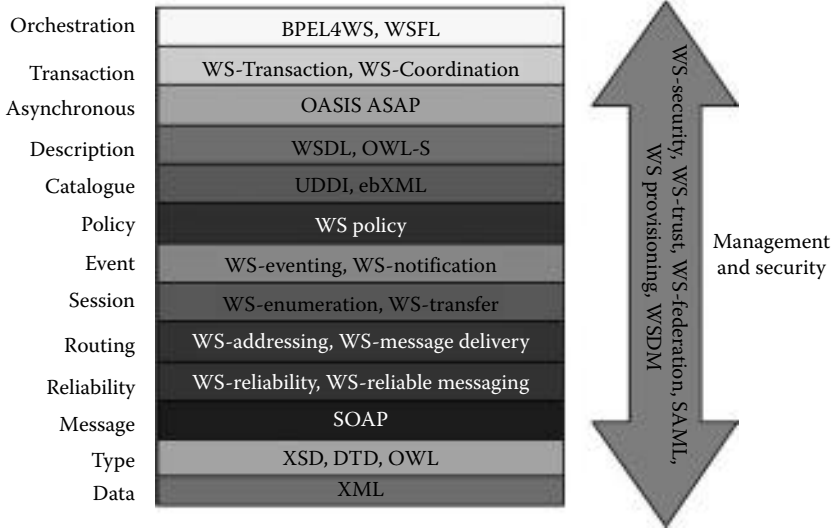 Orchestration BPEL4WS, WSFL
Transaction WS-Transaction, WS-Coordination
Asynchronous OASIS ASAP
Description WSDL, OWL-S
Catalogue UDDI, ebXML
Policy WS policy
Event WS-eventing, WS-notification
Session WS-enumeration, WS-transfer
Routing WS-addressing, WS-message delivery
Reliability WS-reliability, WS-reliable messaging
Message SOAP
Type XSD, DTD, OWL
Data XML
WS-security, WS-trust, WS-federation, SAML,
WS provisioning, WSDM
Management
and security